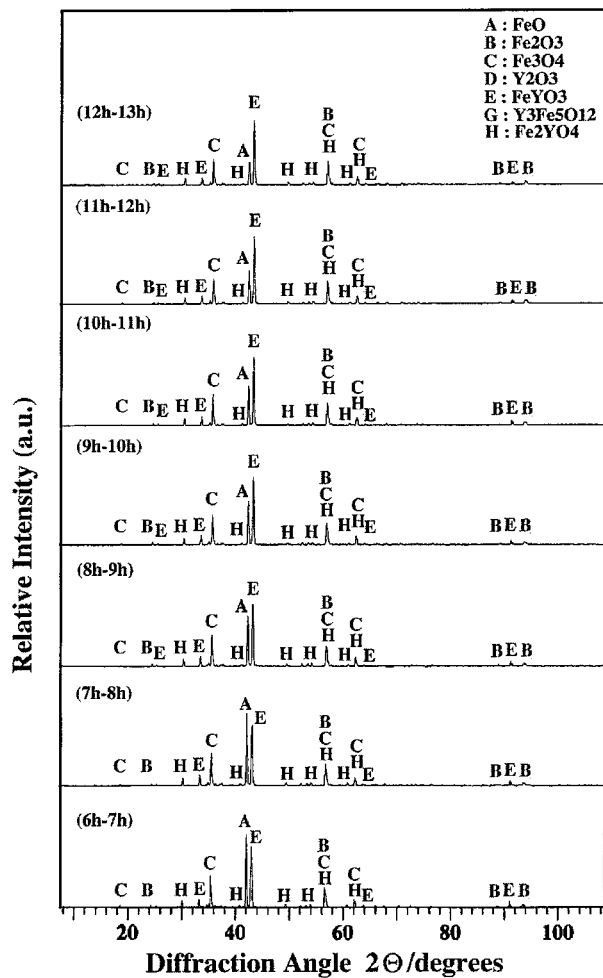 A : FeO
B : Fe2O3
C : Fe3O4
D : Y2O3
E : FeYO3
G : Y3Fe5O12
H : Fe2YO4
Relative Intensity (a.u.)
(12h-13h)
E
B
C
C
C
A
H
H
C B E H E H H H H E B E B
(11h-12h)
E
B
C
C
C
A
H
H
C B E H E H H H H E B E B
(10h-11h)
E
B
A
C
C
C
H
H
C B E H E H H H H E B E B
(9h-10h)
E
B
A
C
C
C
H
H
C B E H E H H H H E B E B
(8h-9h)
E
A
B
C
C
C
H
H
C B E H E H H H H E B E B
(7h-8h)
A
E
B
C
C
C
H
H
C B H E H H H H E B E B
(6h-7h)
A
E
B
C
C
C
H
H
C B H E H H H E B E B
20 40 60 80 100
Diffraction Angle 2Θ/degrees